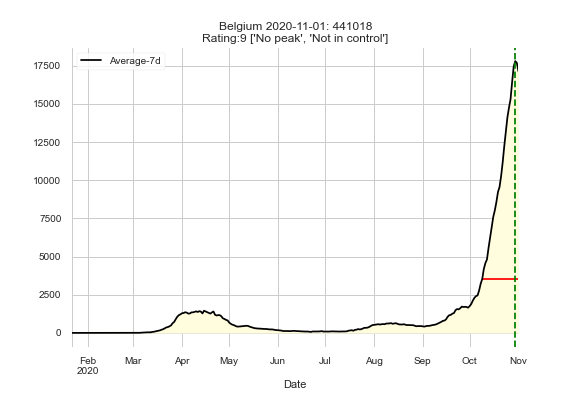 Belgium 2020-11-01: 441018
Rating:9 ['No peak', 'Not in control']
Average-7d
17500
15000
12500
10000
7500
5000
2500
0
Feb Mar Apr May Jun Jul Aug Sep Oct Nov
2020
Date